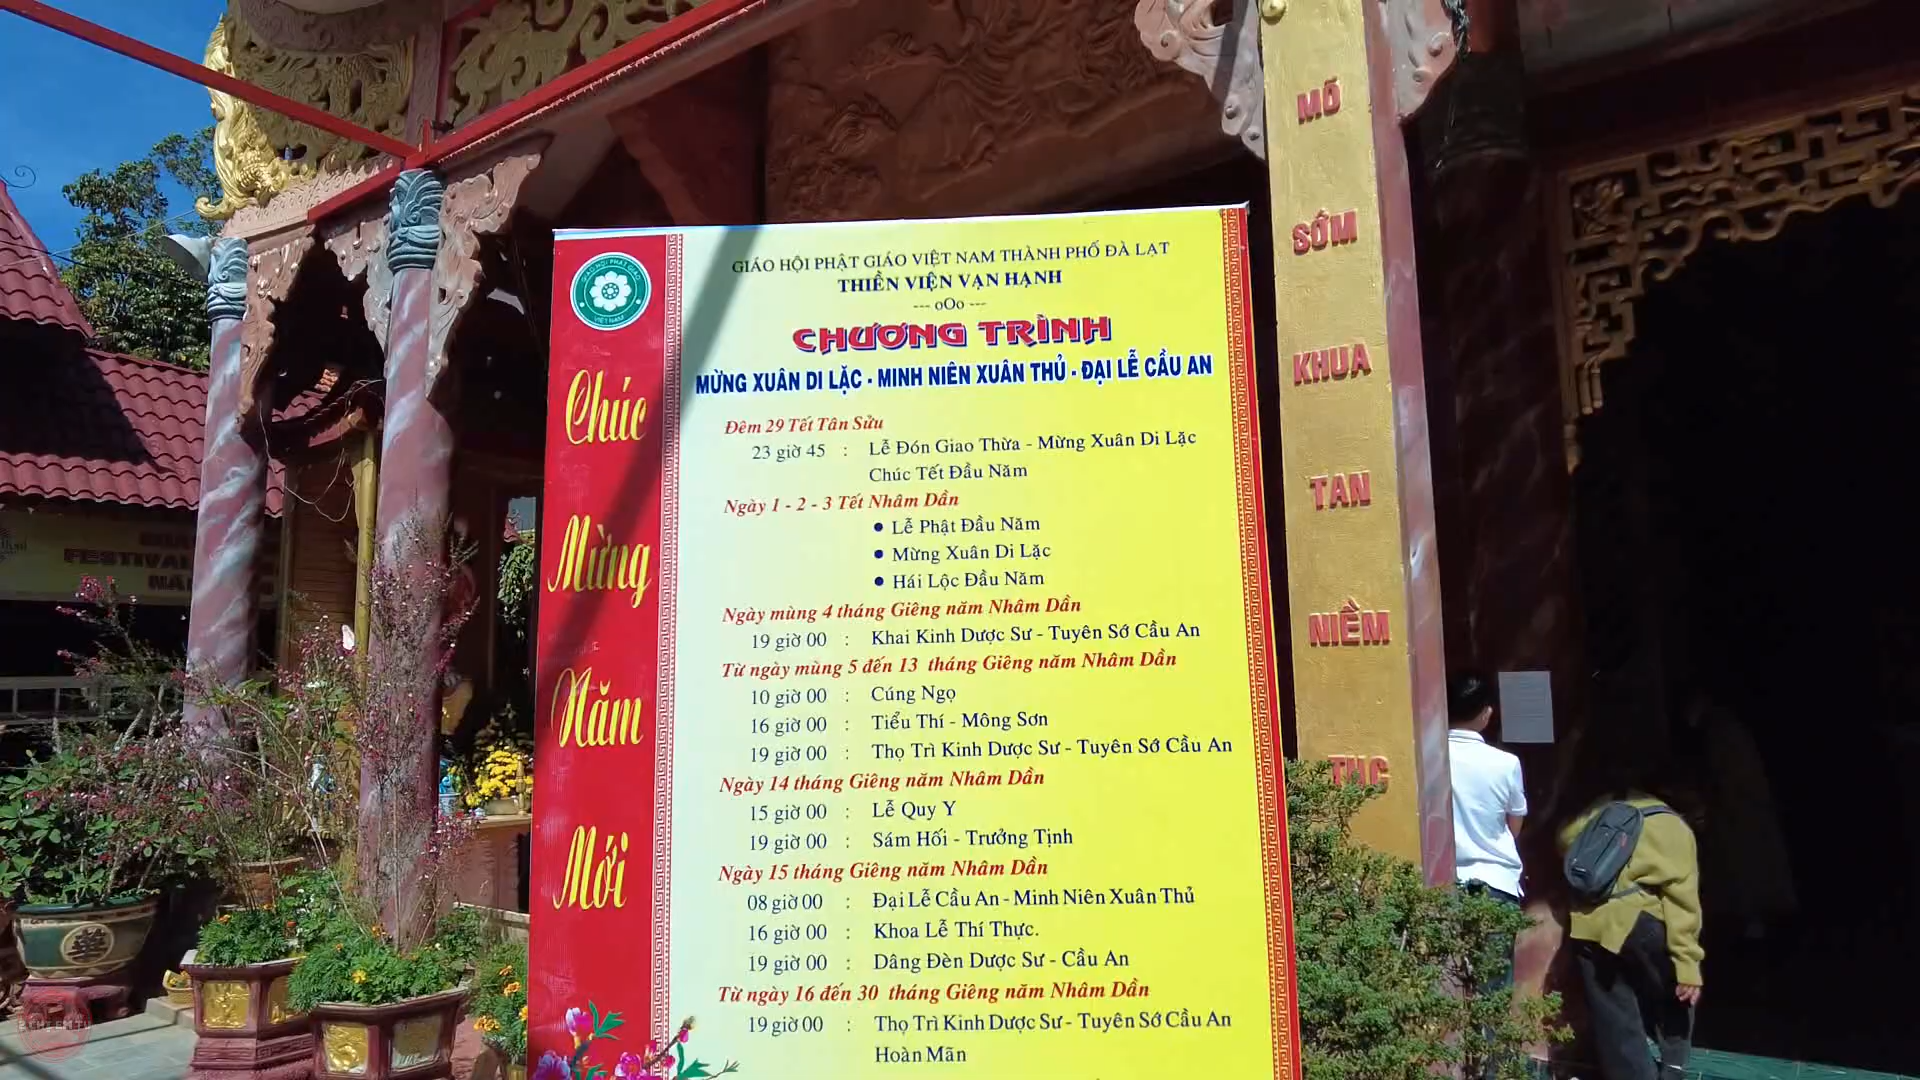 GIÁO HỘI PHẬT GIÁO VIỆT NAM
GIÁO HỘI PHẬT GIÁO VIỆT NAM THÀNH PHỐ ĐÀ LẠT
THIỀN VIỆN VẠN HẠNH
--- oOo ---
CHƯƠNG TRÌNH
MỪNG XUÂN DI LẶC - MINH NIÊN XUÂN THỦ - ĐẠI LỄ CẦU AN
Đêm 29 Tết Tân Sửu
23 giờ 45 : Lễ Đón Giao Thừa - Mừng Xuân Di Lặc
Chúc Tết Đầu Năm
Ngày 1 - 2 - 3 Tết Nhâm Dần
• Lễ Phật Đầu Năm
• Mừng Xuân Di Lặc
• Hái Lộc Đầu Năm
Ngày mùng 4 tháng Giêng năm Nhâm Dần
19 giờ 00 : Khai Kinh Dược Sư - Tuyên Sớ Cầu An
Từ ngày mùng 5 đến 13 tháng Giêng năm Nhâm Dần
10 giờ 00 : Cúng Ngọ
16 giờ 00 : Tiểu Thí - Mông Sơn
19 giờ 00 : Thọ Trì Kinh Dược Sư - Tuyên Sớ Cầu An
Ngày 14 tháng Giêng năm Nhâm Dần
15 giờ 00 : Lễ Quy Y
19 giờ 00 : Sám Hối - Trưởng Tịnh
Ngày 15 tháng Giêng năm Nhâm Dần
08 giờ 00 : Đại Lễ Cầu An - Minh Niên Xuân Thủ
16 giờ 00 : Khoa Lễ Thí Thực.
19 giờ 00 : Dâng Đèn Dược Sư - Cầu An
Từ ngày 16 đến 30 tháng Giêng năm Nhâm Dần
19 giờ 00 : Thọ Trì Kinh Dược Sư - Tuyên Sớ Cầu An
Hoàn Mãn
Chúc
Mừng
Năm
Mới
MÕ
SỚM
KHUA
TAN
NIỀM
TỤC
FESTIVAL
2 CHỊ EM TV